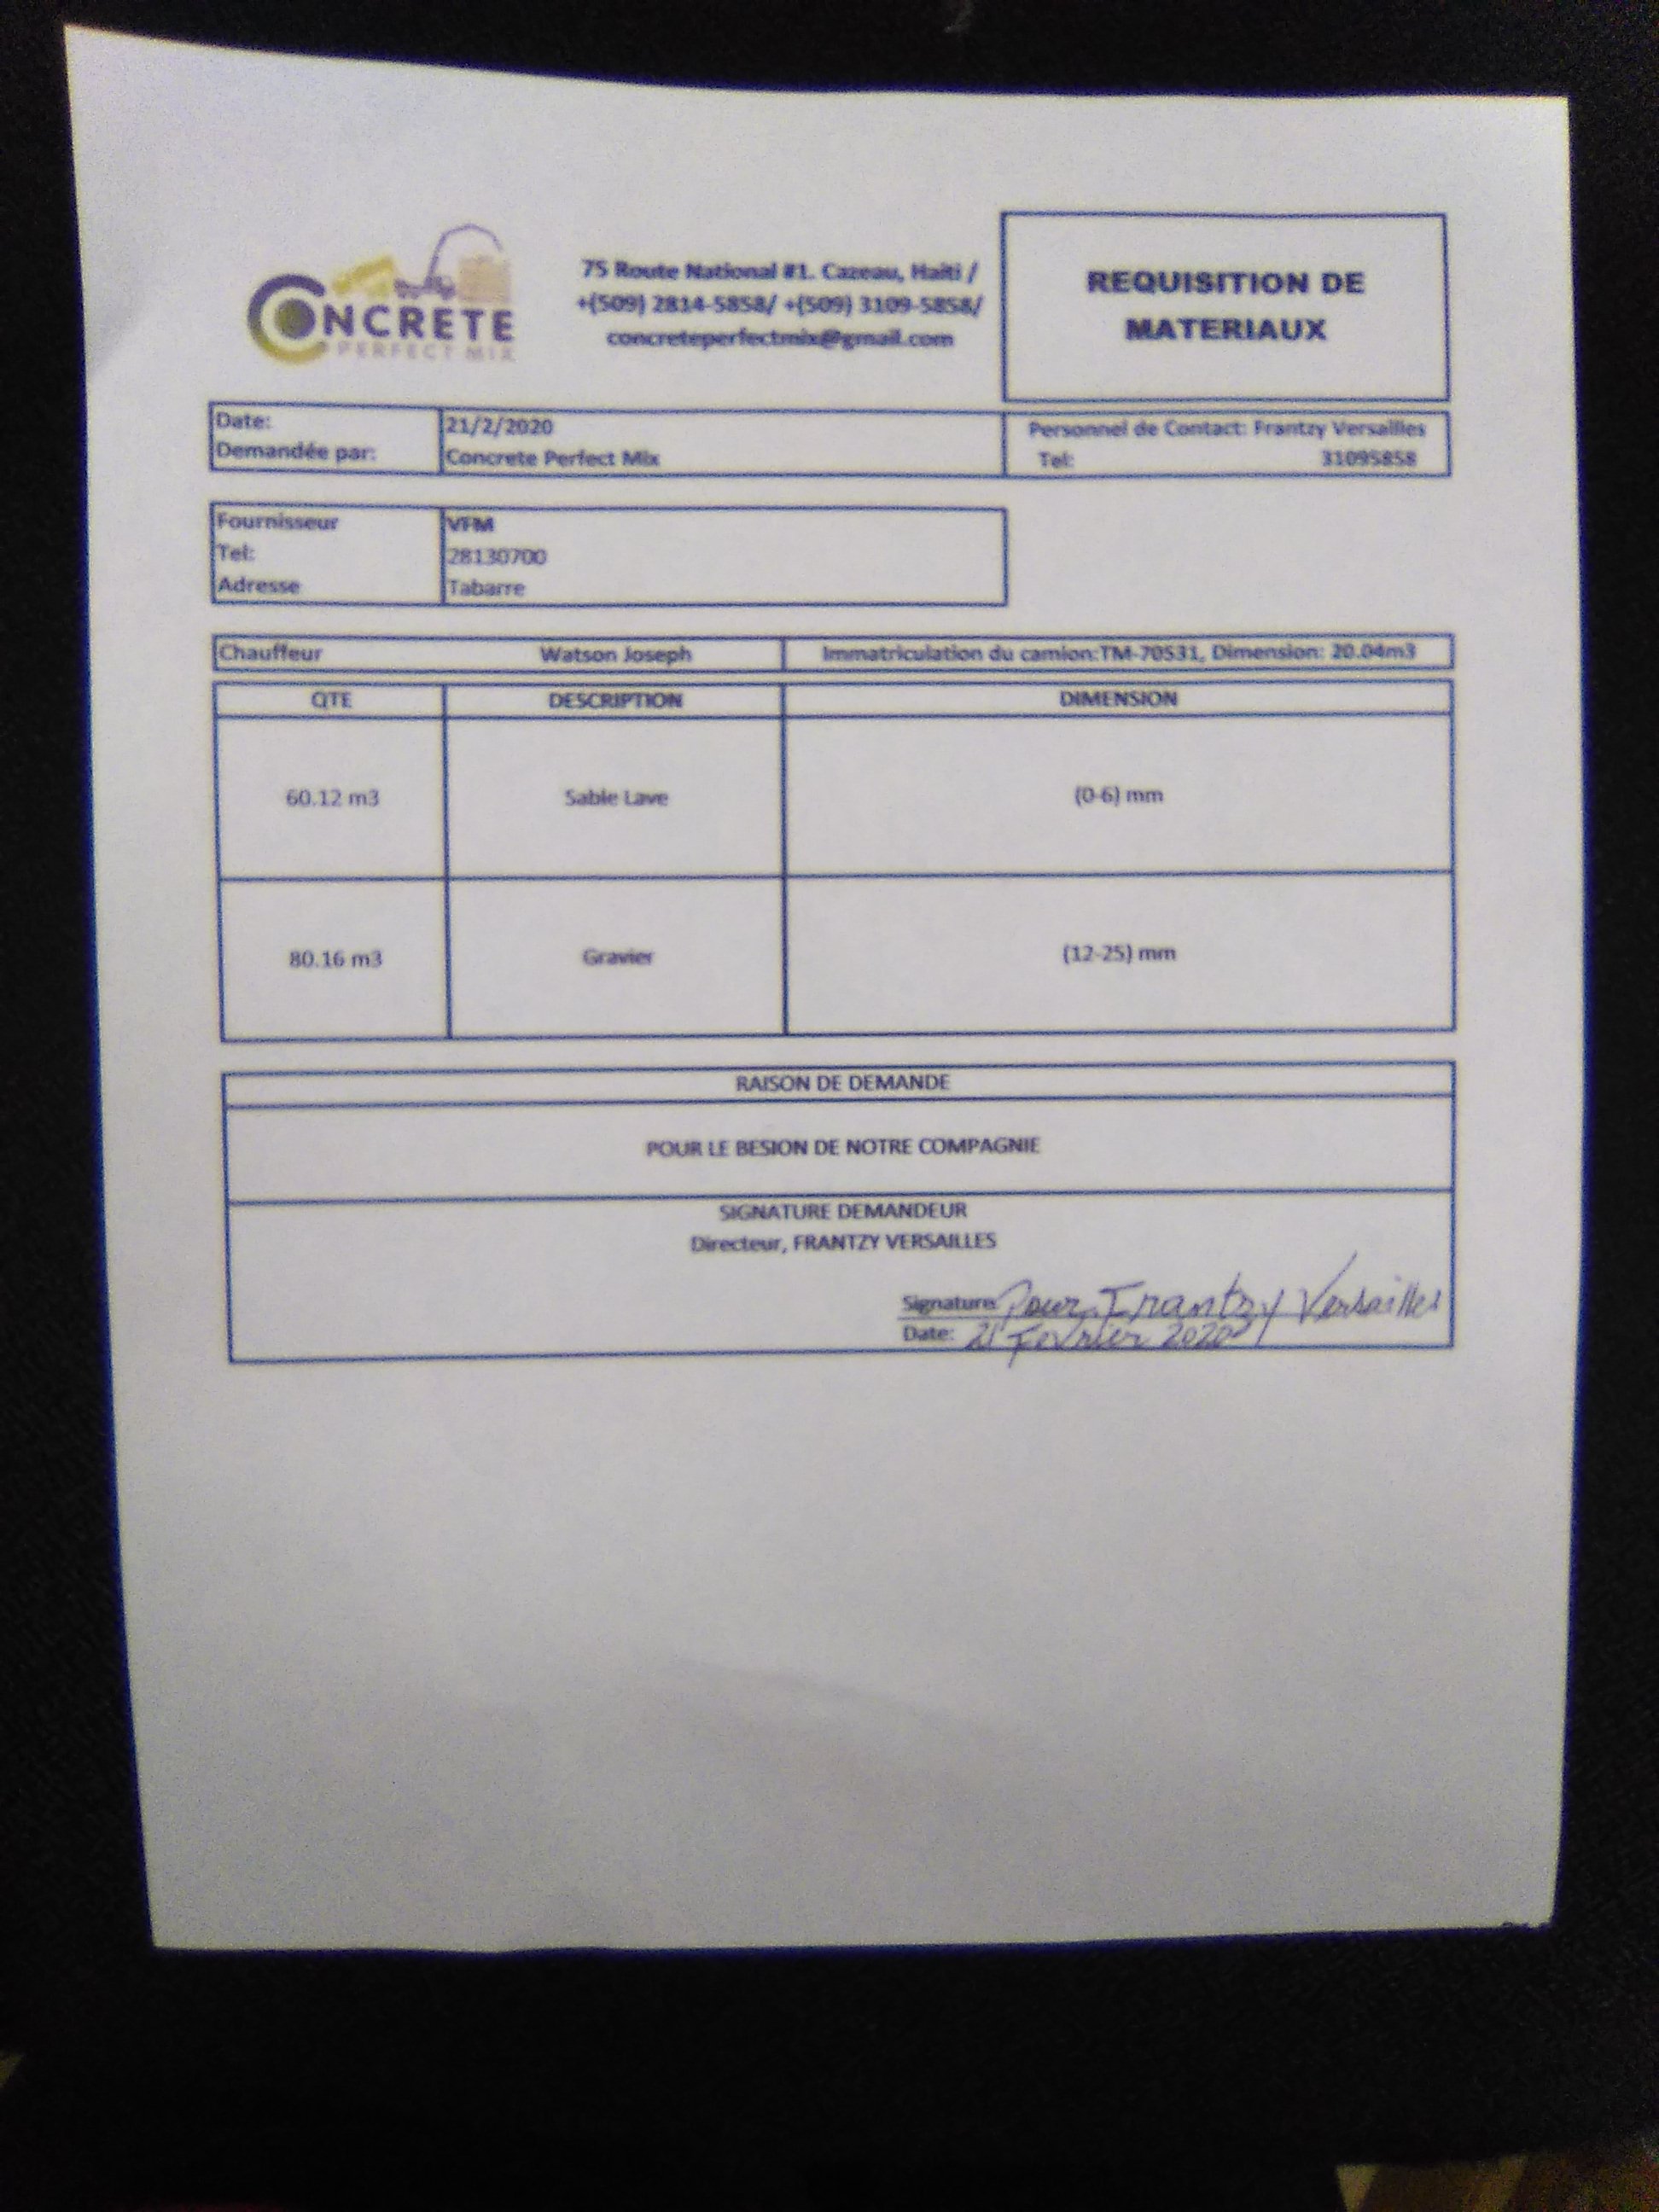 CONCRETE
PERFECT MIX
75 Route National #1. Cazeau, Haiti /
+(509) 2814-5858/ +(509) 3109-5858/
concreteperfectmix@gmail.com
REQUISITION DE
MATERIAUX
Date: 21/2/2020
Demandée par: Concrete Perfect Mix
Personnel de Contact: Frantzy Versailles
Tel: 31095858
Fournisseur VFM
Tel: 28130700
Adresse Tabarre
Chauffeur Watson Joseph Immatriculation du camion:TM-70531, Dimension: 20.04m3
QTE DESCRIPTION DIMENSION
60.12 m3 Sable Lave (0-6) mm
80.16 m3 Gravier (12-25) mm
RAISON DE DEMANDE
POUR LE BESION DE NOTRE COMPAGNIE
SIGNATURE DEMANDEUR
Directeur, FRANTZY VERSAILLES
Signature: Pour. Frantzy Versailles
Date: 21 Fevrier 2020